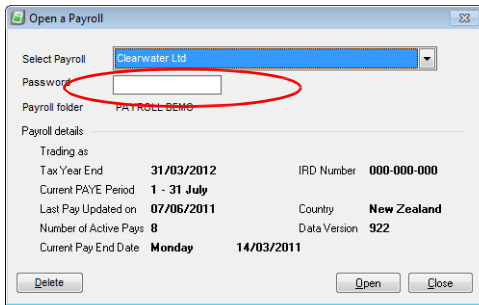 Open a Payroll
Select Payroll Clearwater Ltd
Password
Payroll folder PAYROLL DEMO
Payroll details
Trading as
Tax Year End 31/03/2012 IRD Number 000-000-000
Current PAYE Period 1 - 31 July
Last Pay Updated on 07/06/2011 Country New Zealand
Number of Active Pays 8 Data Version 922
Current Pay End Date Monday 14/03/2011
Delete Open Close